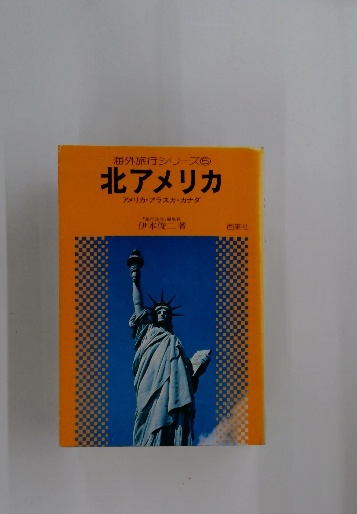 海外旅行シリーズ⑤
北アメリカ
アメリカ・アラスカ・カナダ
伊本俊二著
西東社